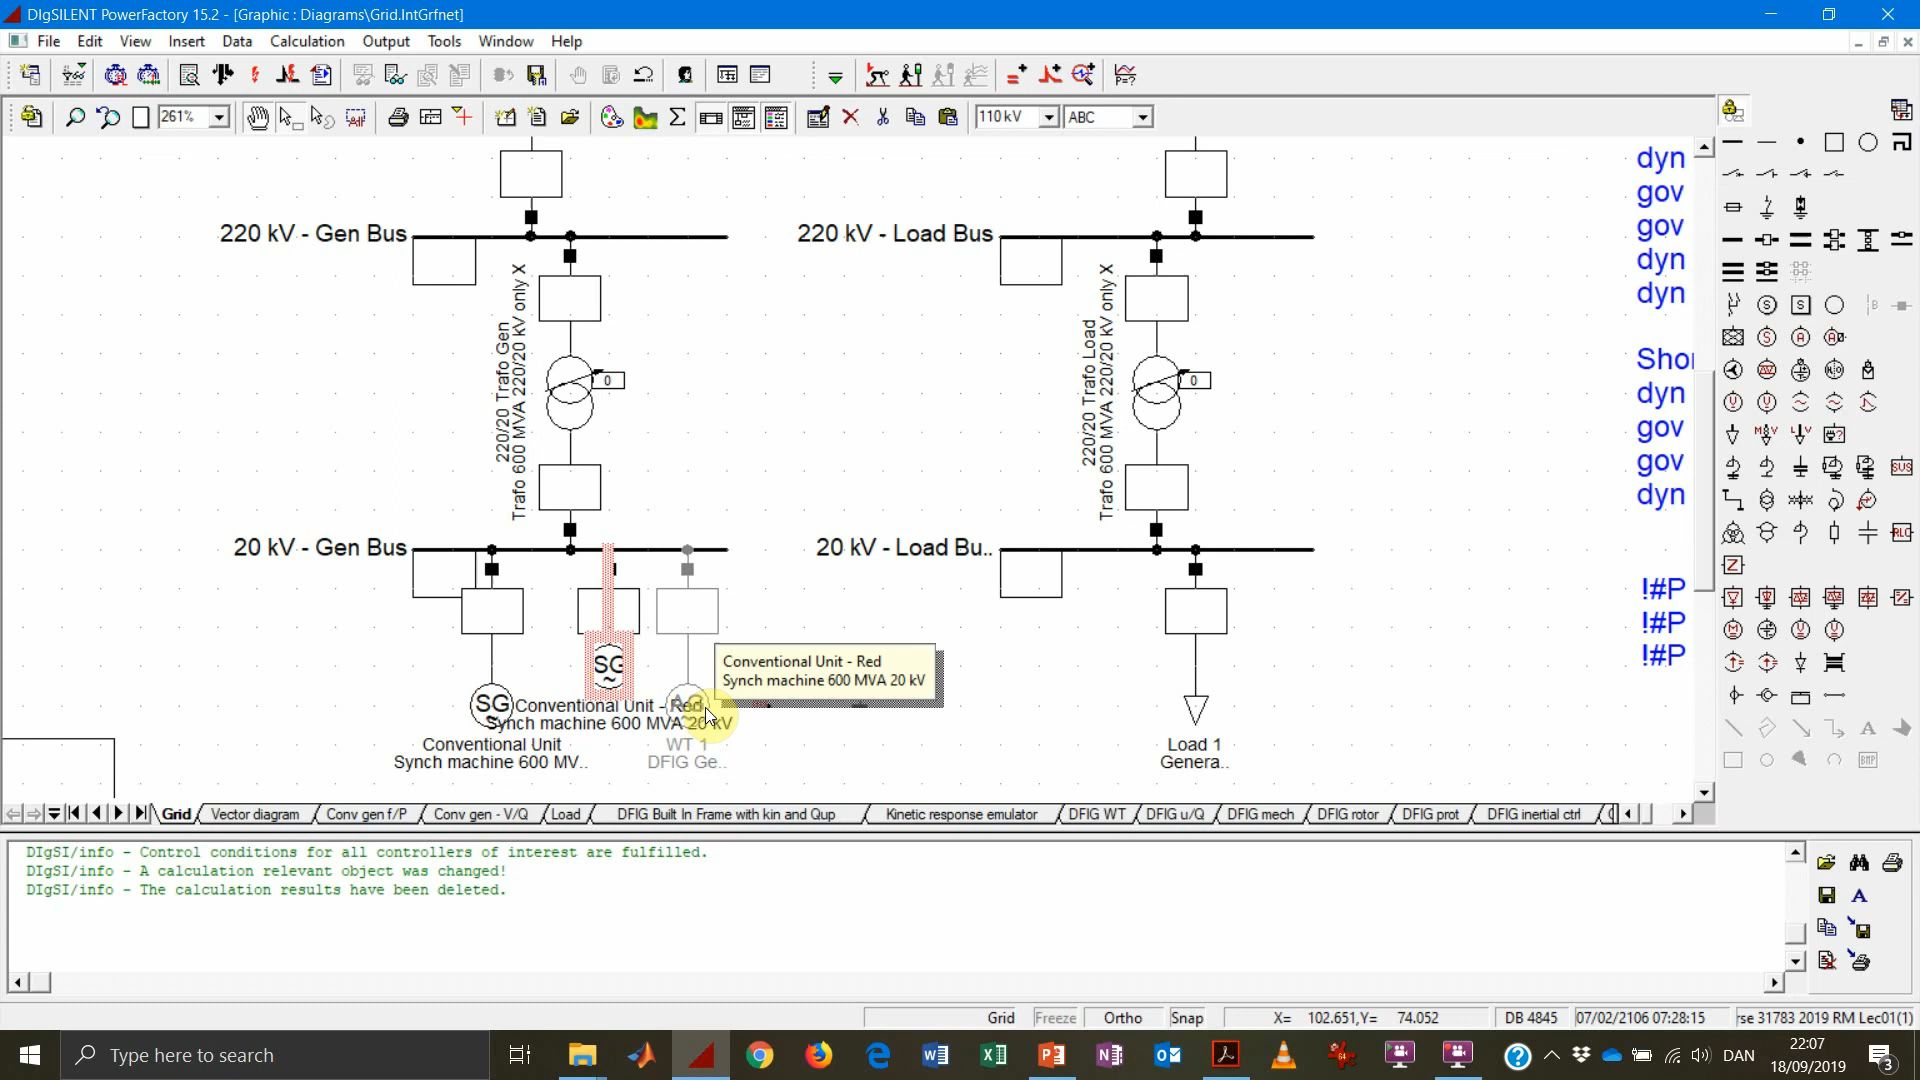 DIgSILENT PowerFactory 15.2 - [Graphic : Diagrams\Grid.IntGrfnet]
File Edit View Insert Data Calculation Output Tools Window Help
261%
110 kV
ABC
220 kV - Gen Bus
220 kV - Load Bus
220/20 Trafo Gen
Trafo 600 MVA 220/20 kV only X
0
220/20 Trafo Load
Trafo 600 MVA 220/20 kV only X
0
20 kV - Gen Bus
20 kV - Load Bu..
SG
~
SG
Conventional Unit - Red
Synch machine 600 MVA 20 kV
Conventional Unit
Synch machine 600 MV..
WT 1
DFIG Ge..
Conventional Unit - Red
Synch machine 600 MVA 20 kV
Load 1
Genera..
dyn
gov
gov
dyn
dyn
Shor
dyn
gov
gov
dyn
!#P
!#P
!#P
Grid Vector diagram Conv gen f/P Conv gen - V/Q Load DFIG Built In Frame with kin and Qup Kinetic response emulator DFIG WT DFIG u/Q DFIG mech DFIG rotor DFIG prot DFIG inertial ctrl
DIgSI/info - Control conditions for all controllers of interest are fulfilled.
DIgSI/info - A calculation relevant object was changed!
DIgSI/info - The calculation results have been deleted.
Grid Freeze Ortho Snap X= 102.651,Y= 74.052 DB 4845 07/02/2106 07:28:15 rse 31783 2019 RM Lec01(1)
Type here to search
DAN
22:07
18/09/2019
3